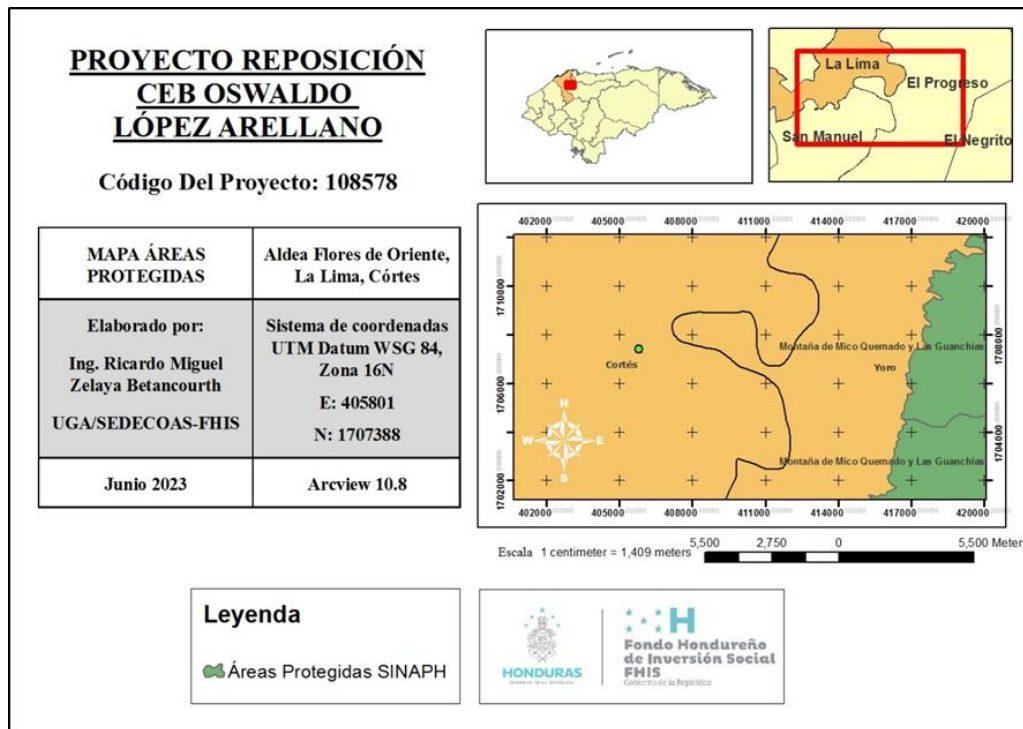 PROYECTO REPOSICIÓN
CEB OSWALDO
LÓPEZ ARELLANO
Código Del Proyecto: 108578
MAPA ÁREAS
PROTEGIDAS
Aldea Flores de Oriente,
La Lima, Córtes
Elaborado por:
Ing. Ricardo Miguel
Zelaya Betancourth
UGA/SEDECOAS-FHIS
Sistema de coordenadas
UTM Datum WSG 84,
Zona 16N
E: 405801
N: 1707388
Junio 2023
Arcview 10.8
La Lima
El Progreso
San Manuel
El Negrito
402000 405000 408000 411000 414000 417000 420000
1710000
1706000
1702000
1708000
1704000
Montaña de Mico Quemado y Las Guanchias
Cortés
Yoro
N
W E
S
Montaña de Mico Quemado y Las Guanchias
402000 405000 408000 411000 414000 417000 420000
Escala 1 centimeter = 1,409 meters
5,500 2,750 0 5,500 Meters
Leyenda
Áreas Protegidas SINAPH
HONDURAS
H
Fondo Hondureño
de Inversión Social
FHIS
Gobierno de la República